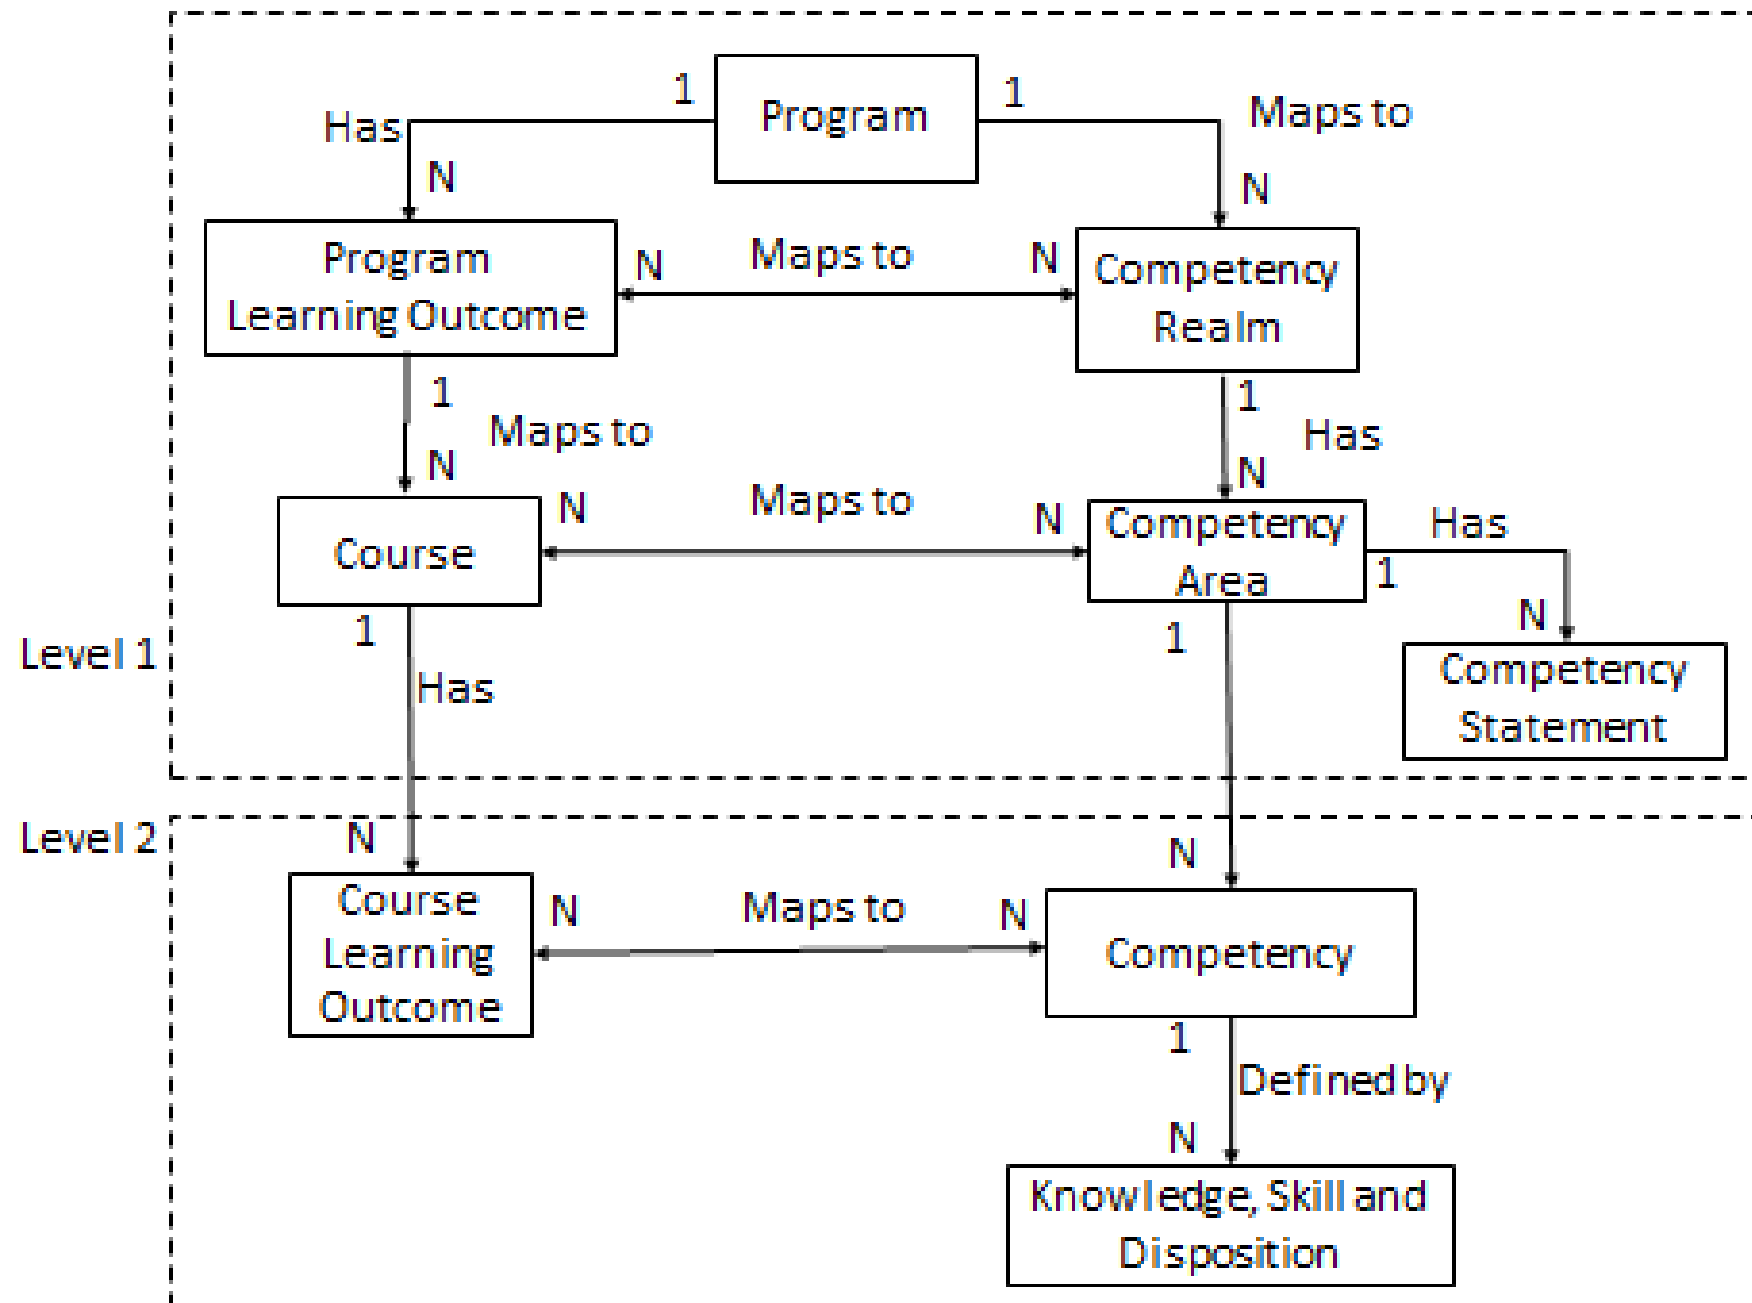 1
Program
1
Maps to
Has
N
N
Program
Learning Outcome
N
Maps to
N
Competency
Realm
1
Maps to
N
1
Has
N
Course
N
Maps to
N
Competency
Area
Has
1
N
Competency
Statement
1
Has
1
Level 1
Level 2
N
N
Course
Learning
Outcome
N
Maps to
N
Competency
1
Defined by
N
Knowledge, Skill and
Disposition